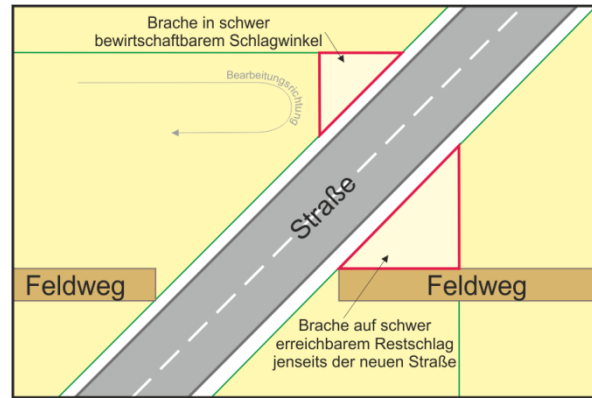 Brache in schwer
bewirtschaftbarem Schlagwinkel
Bearbeitungsrichtung
Straße
Feldweg
Feldweg
Brache auf schwer
erreichbarem Restschlag
jenseits der neuen Straße